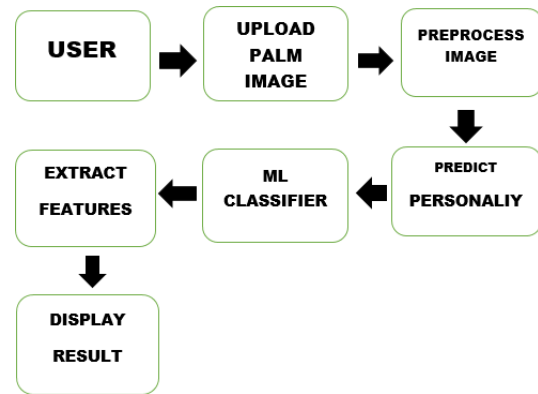 USER
UPLOAD
PALM
IMAGE
PREPROCESS
IMAGE
PREDICT
PERSONALIY
ML
CLASSIFIER
EXTRACT
FEATURES
DISPLAY
RESULT